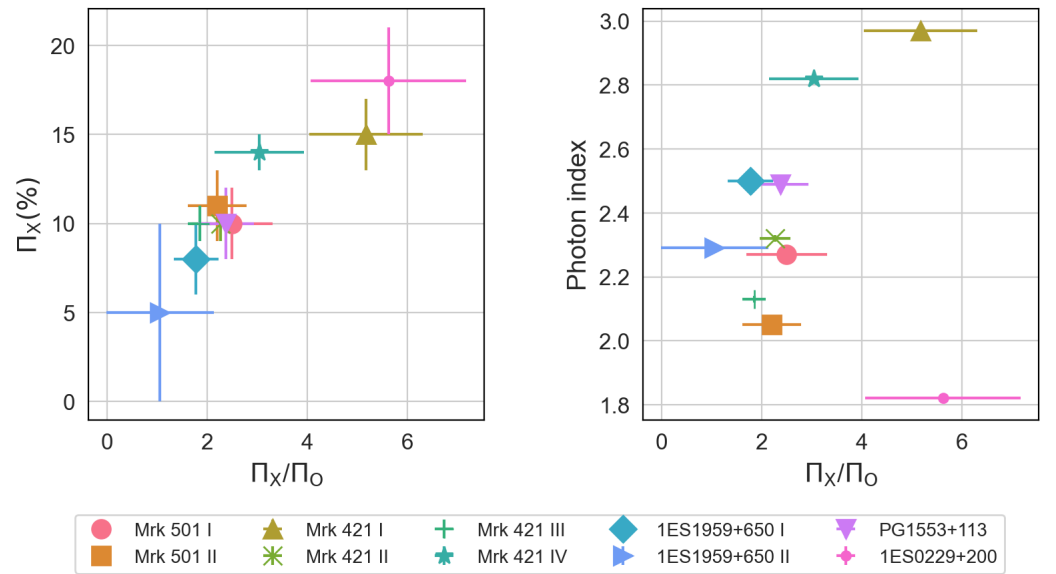 20
15
10
5
0
Π_X(%)
0 2 4 6
Π_X/Π_O
3.0
2.8
2.6
2.4
2.2
2.0
1.8
Photon index
0 2 4 6
Π_X/Π_O
Mrk 501 I Mrk 421 I Mrk 421 III 1ES1959+650 I PG1553+113
Mrk 501 II Mrk 421 II Mrk 421 IV 1ES1959+650 II 1ES0229+200